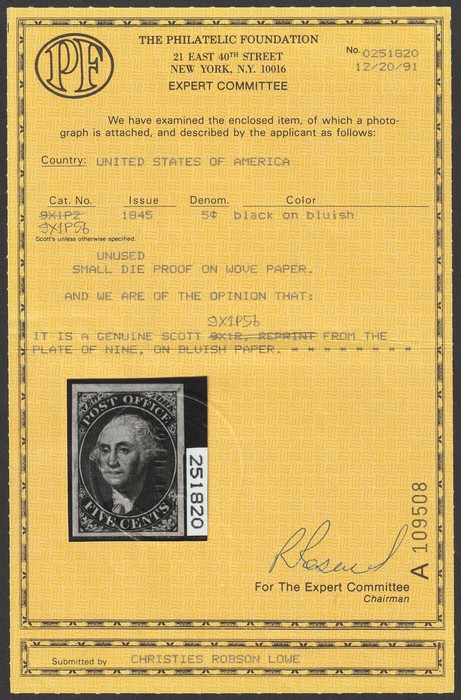 PF
THE PHILATELIC FOUNDATION
21 EAST 40TH STREET
NEW YORK, N.Y. 10016
EXPERT COMMITTEE
No. 0251820
12/20/91
We have examined the enclosed item, of which a photo-
graph is attached, and described by the applicant as follows:
Country: UNITED STATES OF AMERICA
Cat. No. Issue Denom. Color
9X1P2 1845 5¢ black on bluish
9X1P5b
Scott's unless otherwise specified.
UNUSED
SMALL DIE PROOF ON WOVE PAPER.
AND WE ARE OF THE OPINION THAT:
9X1P5b
IT IS A GENUINE SCOTT 9X1R, REPRINT FROM THE
PLATE OF NINE, ON BLUISH PAPER. - - - - - - - -
POST OFFICE
FIVE CENTS
251820
A 109508
For The Expert Committee
Chairman
Submitted by CHRISTIES ROBSON LOWE